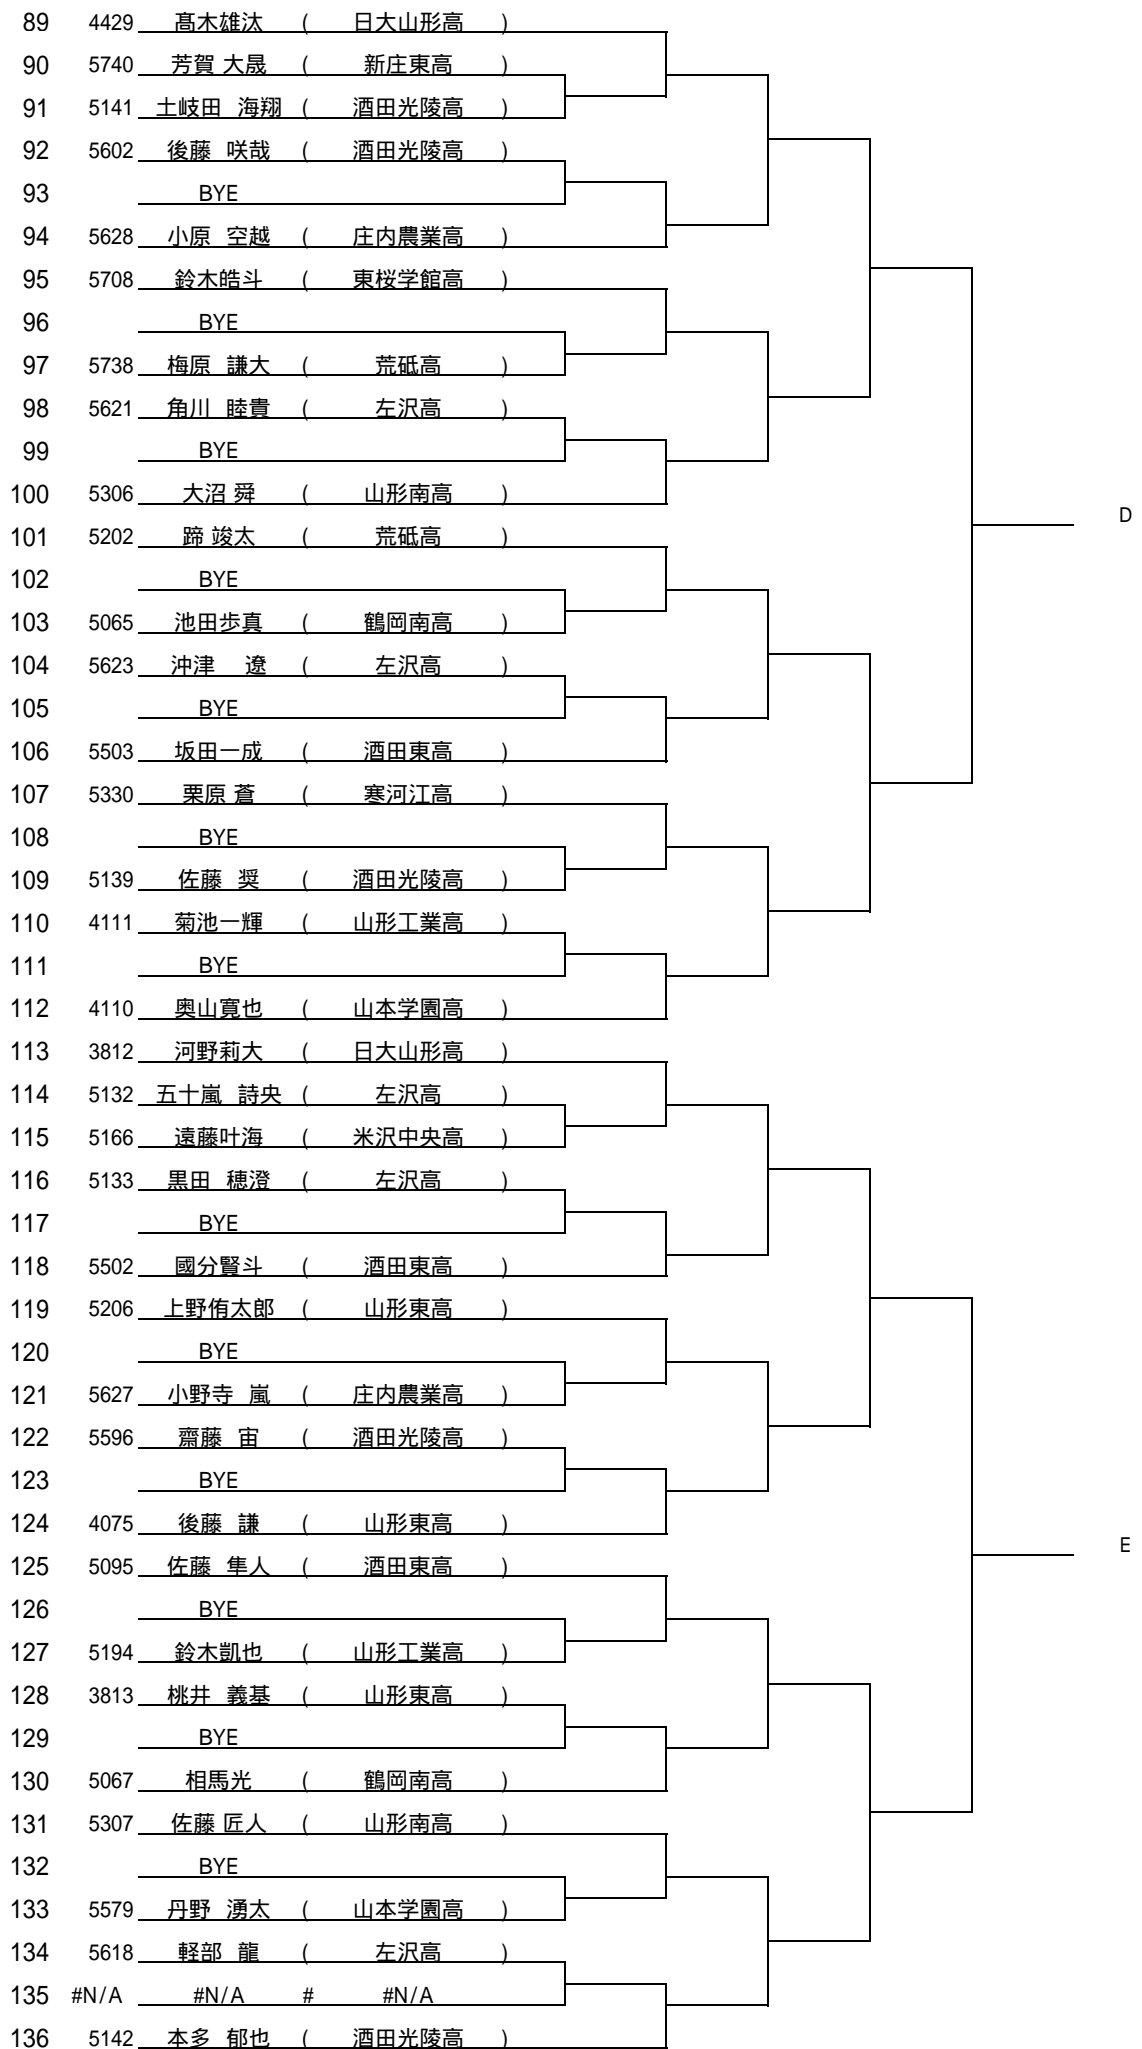 89 4429 髙木雄汰 ( 日大山形高 )
90 5740 芳賀 大晟 ( 新庄東高 )
91 5141 土岐田 海翔 ( 酒田光陵高 )
92 5602 後藤 咲哉 ( 酒田光陵高 )
93 BYE
94 5628 小原 空越 ( 庄内農業高 )
95 5708 鈴木皓斗 ( 東桜学館高 )
96 BYE
97 5738 梅原 謙大 ( 荒砥高 )
98 5621 角川 睦貴 ( 左沢高 )
99 BYE
100 5306 大沼 舜 ( 山形南高 )
D
101 5202 蹄 竣太 ( 荒砥高 )
102 BYE
103 5065 池田歩真 ( 鶴岡南高 )
104 5623 沖津 遼 ( 左沢高 )
105 BYE
106 5503 坂田一成 ( 酒田東高 )
107 5330 栗原 蒼 ( 寒河江高 )
108 BYE
109 5139 佐藤 奨 ( 酒田光陵高 )
110 4111 菊池一輝 ( 山形工業高 )
111 BYE
112 4110 奥山寛也 ( 山本学園高 )
113 3812 河野莉大 ( 日大山形高 )
114 5132 五十嵐 詩央 ( 左沢高 )
115 5166 遠藤叶海 ( 米沢中央高 )
116 5133 黒田 穂澄 ( 左沢高 )
117 BYE
118 5502 國分賢斗 ( 酒田東高 )
119 5206 上野侑太郎 ( 山形東高 )
120 BYE
121 5627 小野寺 嵐 ( 庄内農業高 )
122 5596 齋藤 宙 ( 酒田光陵高 )
123 BYE
124 4075 後藤 謙 ( 山形東高 )
E
125 5095 佐藤 隼人 ( 酒田東高 )
126 BYE
127 5194 鈴木凱也 ( 山形工業高 )
128 3813 桃井 義基 ( 山形東高 )
129 BYE
130 5067 相馬光 ( 鶴岡南高 )
131 5307 佐藤 匠人 ( 山形南高 )
132 BYE
133 5579 丹野 湧太 ( 山本学園高 )
134 5618 軽部 龍 ( 左沢高 )
135 #N/A #N/A # #N/A
136 5142 本多 郁也 ( 酒田光陵高 )